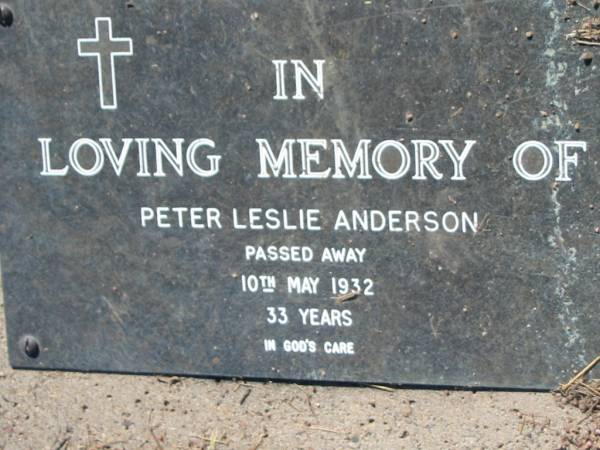 IN
LOVING MEMORY OF
PETER LESLIE ANDERSON
PASSED AWAY
10TH MAY 1932
33 YEARS
IN GOD'S CARE